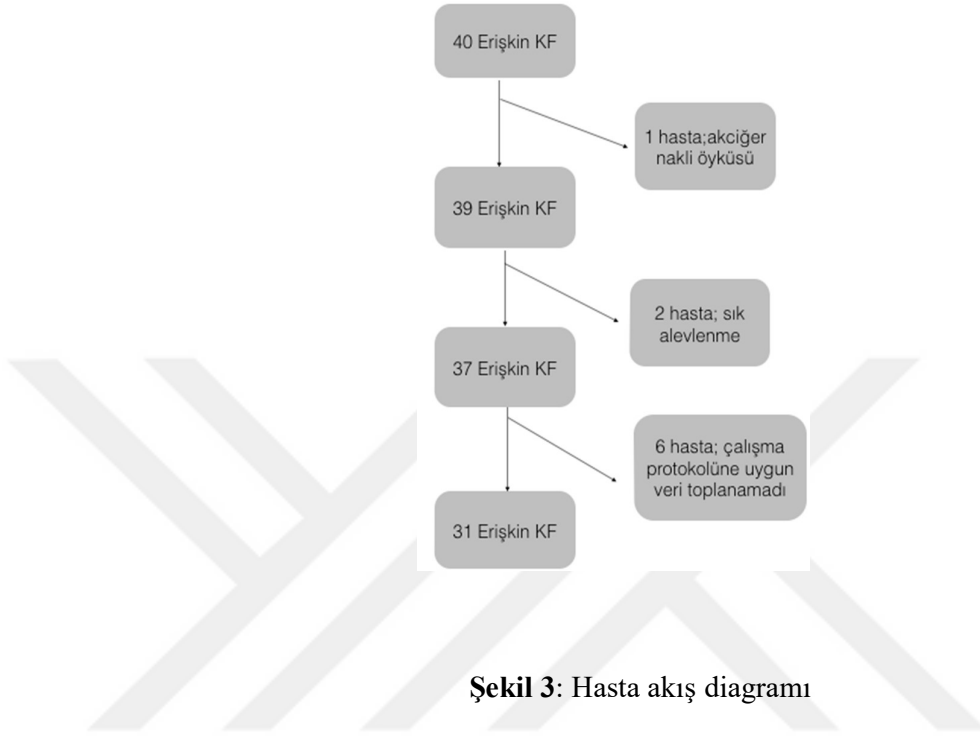 40 Erişkin KF
1 hasta;akciğer
nakli öyküsü
39 Erişkin KF
2 hasta; sık
alevlenme
37 Erişkin KF
6 hasta; çalışma
protokolüne uygun
veri toplanamadı
31 Erişkin KF
Şekil 3: Hasta akış diagramı